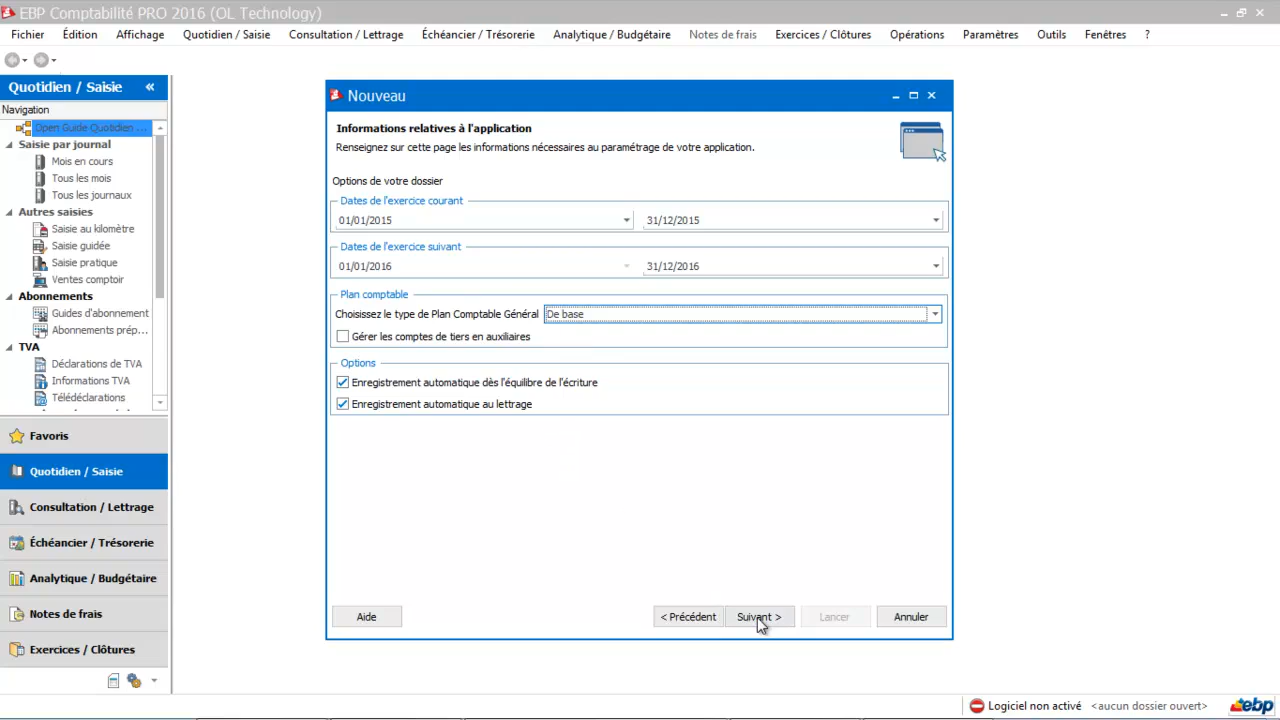 EBP Comptabilité PRO 2016 (OL Technology)
Fichier Édition Affichage Quotidien / Saisie Consultation / Lettrage Échéancier / Trésorerie Analytique / Budgétaire Notes de frais Exercices / Clôtures Opérations Paramètres Outils Fenêtres ?
Quotidien / Saisie «
Navigation
Open Guide Quotidien ...
Saisie par journal
Mois en cours
Tous les mois
Tous les journaux
Autres saisies
Saisie au kilomètre
Saisie guidée
Saisie pratique
Ventes comptoir
Abonnements
Guides d'abonnement
Abonnements prép...
TVA
Déclarations de TVA
Informations TVA
Télédéclarations
Favoris
Quotidien / Saisie
Consultation / Lettrage
Échéancier / Trésorerie
Analytique / Budgétaire
Notes de frais
Exercices / Clôtures
Nouveau
Informations relatives à l'application
Renseignez sur cette page les informations nécessaires au paramétrage de votre application.
Options de votre dossier
Dates de l'exercice courant
01/01/2015 31/12/2015
Dates de l'exercice suivant
01/01/2016 31/12/2016
Plan comptable
Choisissez le type de Plan Comptable Général De base
Gérer les comptes de tiers en auxiliaires
Options
Enregistrement automatique dès l'équilibre de l'écriture
Enregistrement automatique au lettrage
Aide < Précédent Suivant > Lancer Annuler
Logiciel non activé <aucun dossier ouvert> ebp